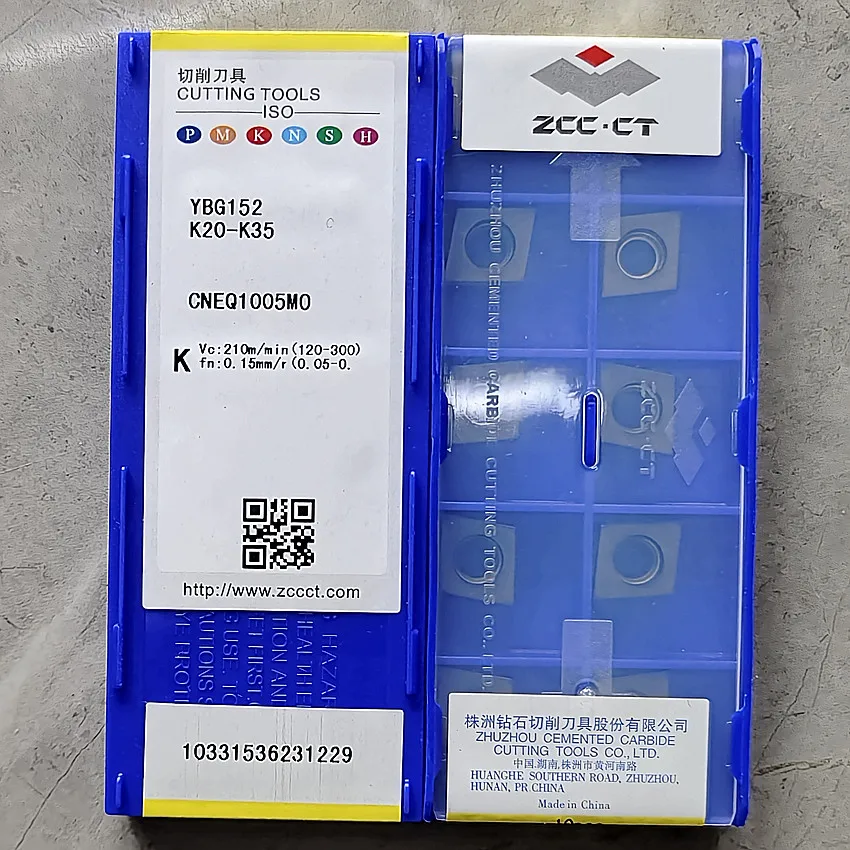 切削刀具
CUTTING TOOLS
ISO
P M K N S H
YBG152
K20-K35
CNEQ1005MO
K Vc:210m/min(120-300)
fn:0.15mm/r(0.05-0.
http://www.zccct.com
10331536231229
ZCC·CT
ZHUZHOU CEMENTED CARBIDE CUTTING TOOLS CO., LTD.
ZCC·CT
株洲钻石切削刀具股份有限公司
ZHUZHOU CEMENTED CARBIDE
CUTTING TOOLS CO., LTD.
中国.湖南.株洲市黄河南路
HUANGHE SOUTHERN ROAD, ZHUZHOU,
HUNAN, PR.CHINA
Made in China